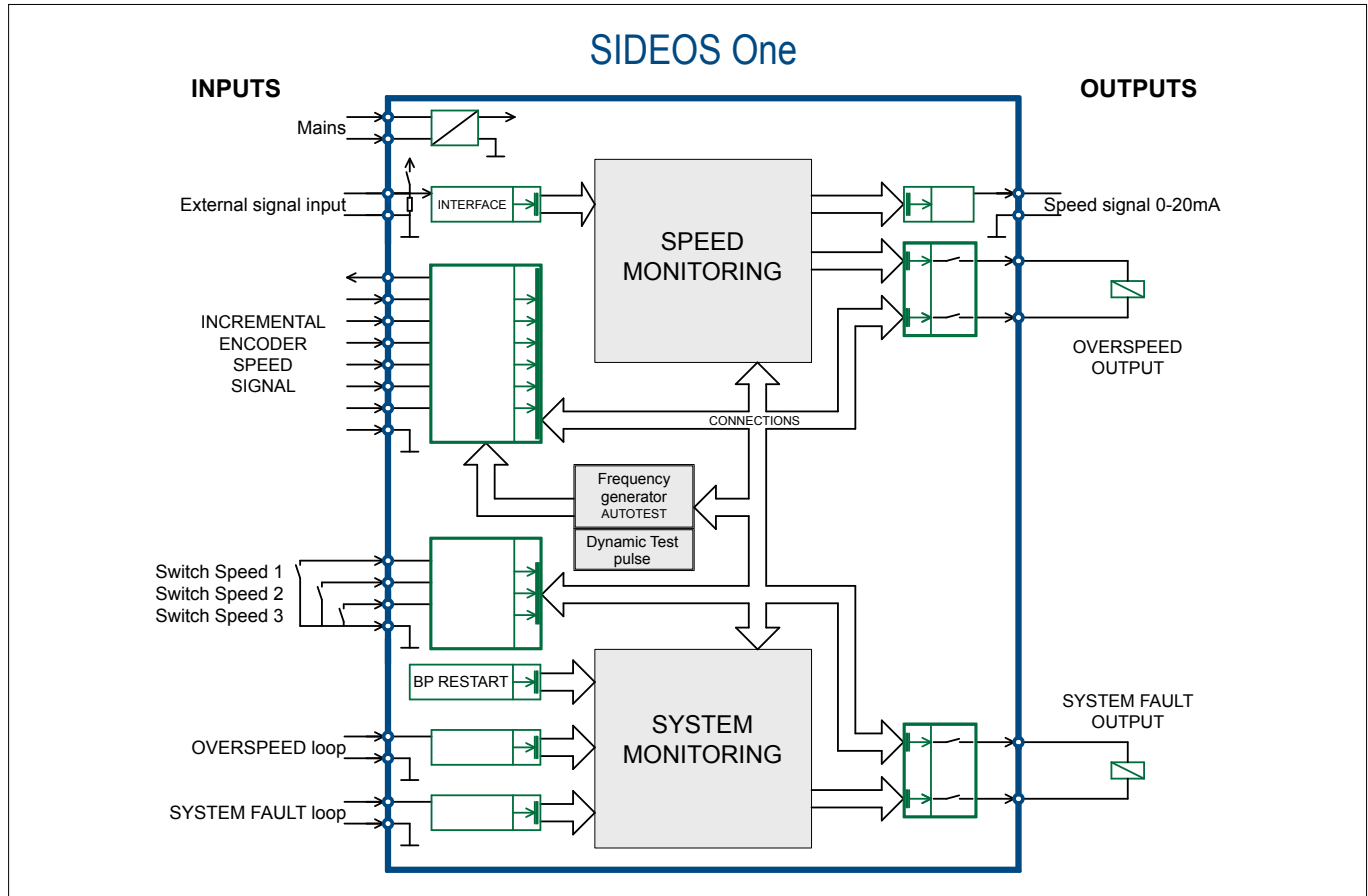 SIDEOS One
INPUTS
OUTPUTS
Mains
External signal input
INTERFACE
SPEED
MONITORING
Speed signal 0-20mA
INCREMENTAL
ENCODER
SPEED
SIGNAL
OVERSPEED
OUTPUT
CONNECTIONS
Frequency
generator
AUTOTEST
Dynamic Test
pulse
Switch Speed 1
Switch Speed 2
Switch Speed 3
BP RESTART
SYSTEM
MONITORING
SYSTEM FAULT
OUTPUT
OVERSPEED loop
SYSTEM FAULT loop